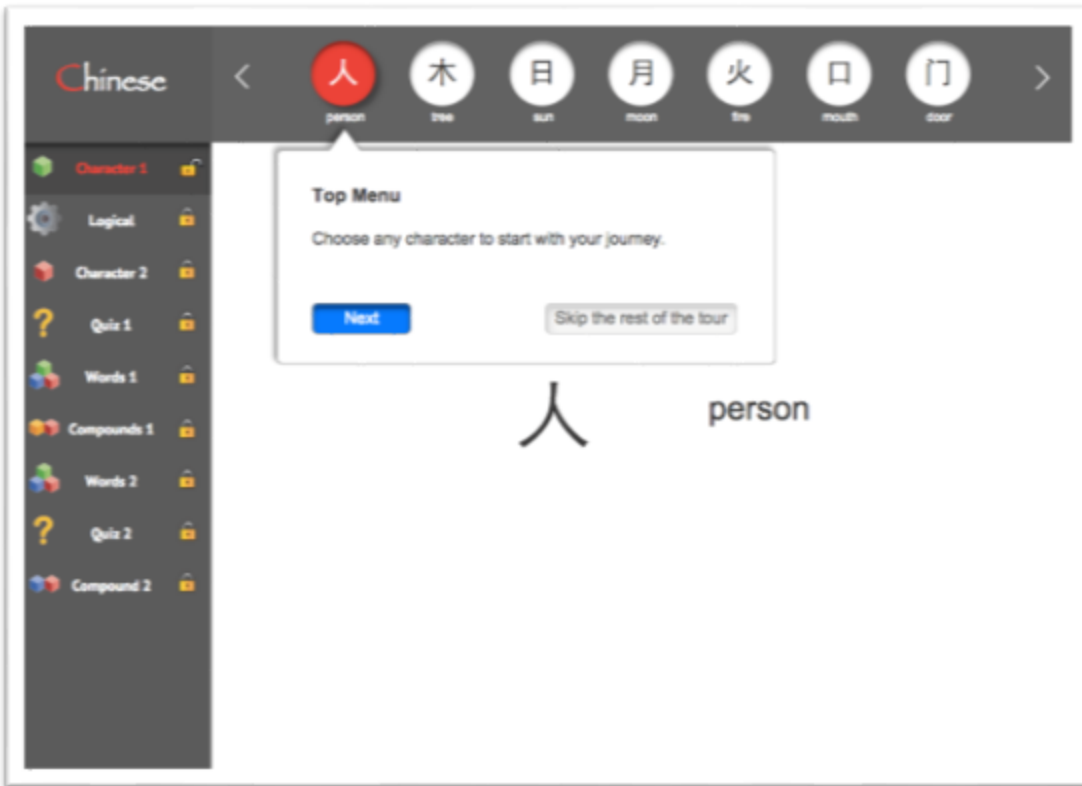 Chinese
人 木 日 月 火 口 门
person tree sun moon fire mouth door
Character 1
Logical
Character 2
Quiz 1
Words 1
Compounds 1
Words 2
Quiz 2
Compound 2
Top Menu
Choose any character to start with your journey.
Next Skip the rest of the tour
人 person